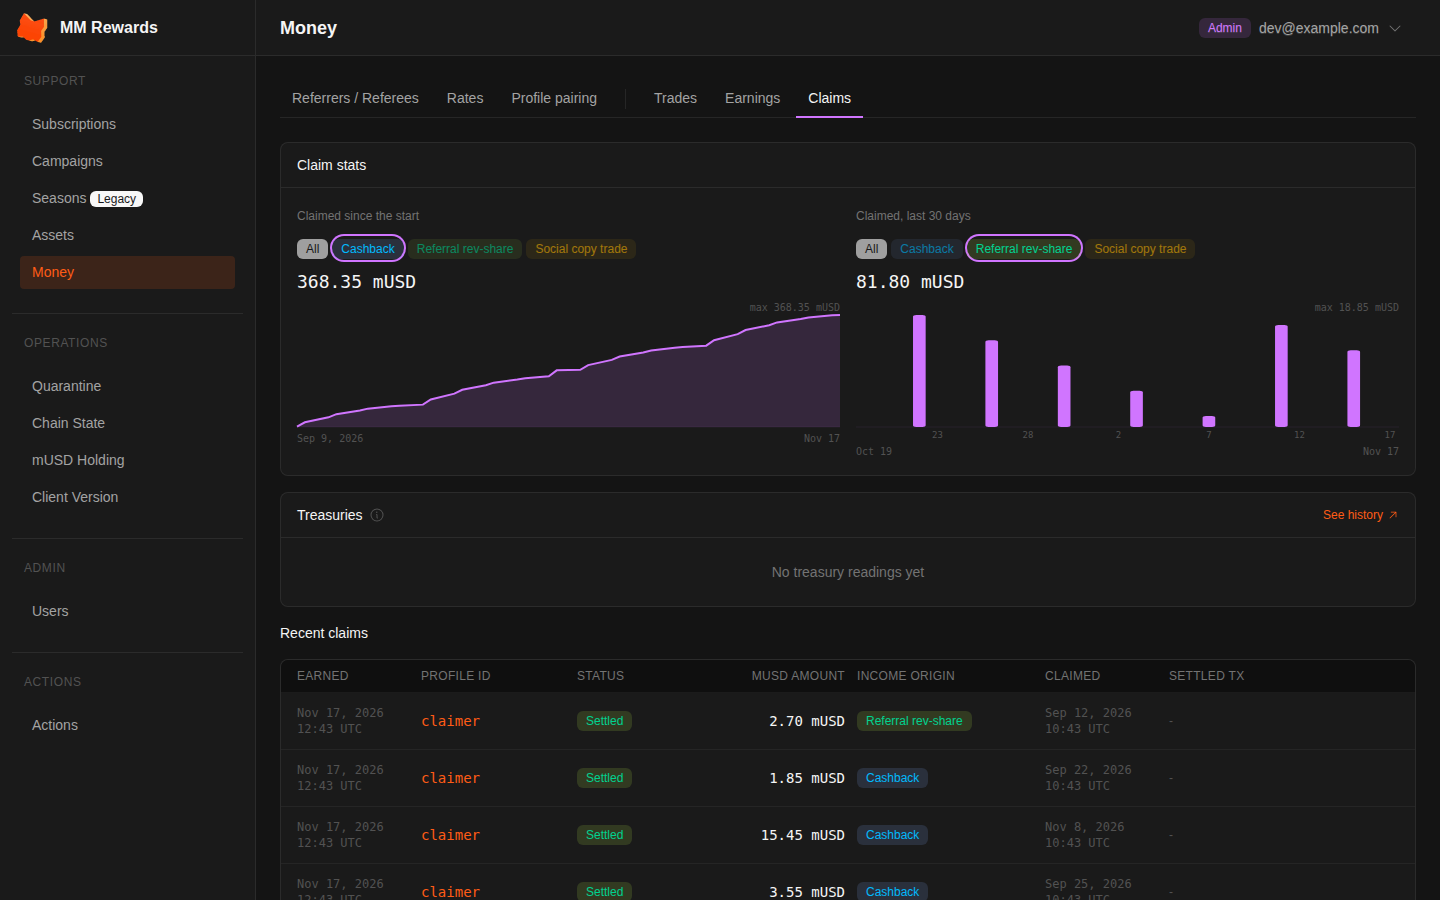 MM Rewards
Money
Admin dev@example.com
SUPPORT
Subscriptions
Campaigns
Seasons Legacy
Assets
Money
OPERATIONS
Quarantine
Chain State
mUSD Holding
Client Version
ADMIN
Users
ACTIONS
Actions
Referrers / Referees Rates Profile pairing Trades Earnings Claims
Claim stats
Claimed since the start
All Cashback Referral rev-share Social copy trade
368.35 mUSD
max 368.35 mUSD
Sep 9, 2026 Nov 17
Claimed, last 30 days
All Cashback Referral rev-share Social copy trade
81.80 mUSD
max 18.85 mUSD
23 28 2 7 12 17
Oct 19 Nov 17
Treasuries
See history
No treasury readings yet
Recent claims
EARNED PROFILE ID STATUS MUSD AMOUNT INCOME ORIGIN CLAIMED SETTLED TX
Nov 17, 2026 12:43 UTC claimer Settled 2.70 mUSD Referral rev-share Sep 12, 2026 10:43 UTC -
Nov 17, 2026 12:43 UTC claimer Settled 1.85 mUSD Cashback Sep 22, 2026 10:43 UTC -
Nov 17, 2026 12:43 UTC claimer Settled 15.45 mUSD Cashback Nov 8, 2026 10:43 UTC -
Nov 17, 2026 12:43 UTC claimer Settled 3.55 mUSD Cashback Sep 25, 2026 10:43 UTC -